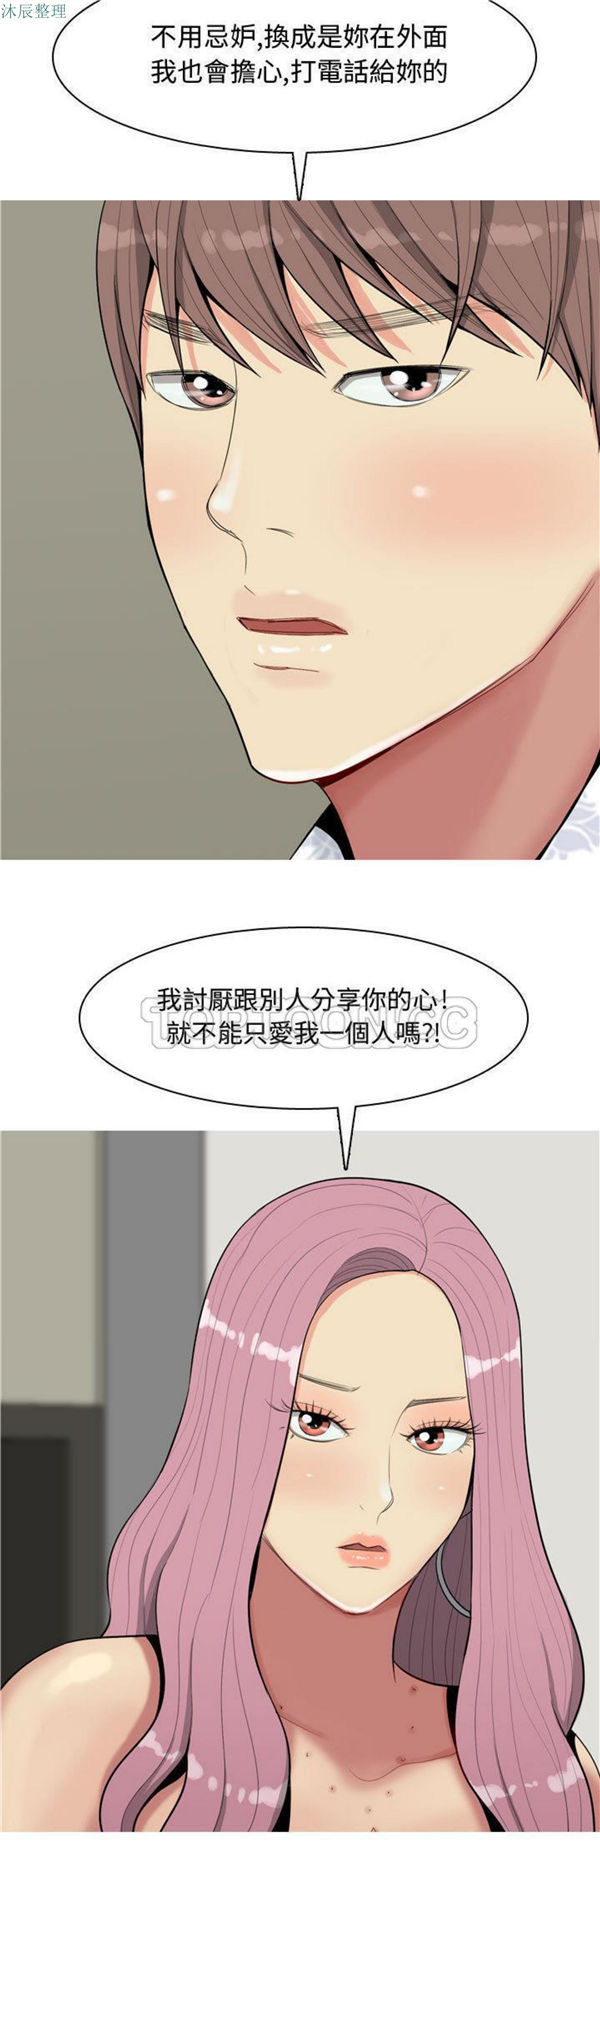 沐辰整理
不用忌妒,換成是妳在外面
我也會擔心,打電話給妳的
我討厭跟別人分享你的心!
TOPTOON.CC
就不能只愛我一個人嗎?!